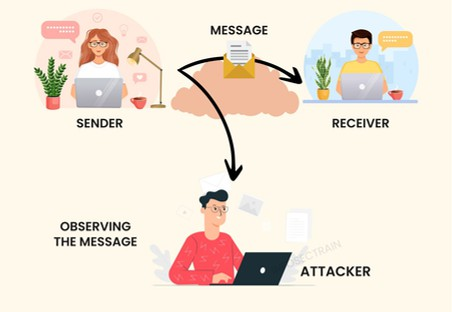 MESSAGE
SENDER
RECEIVER
OBSERVING
THE MESSAGE
ATTACKER